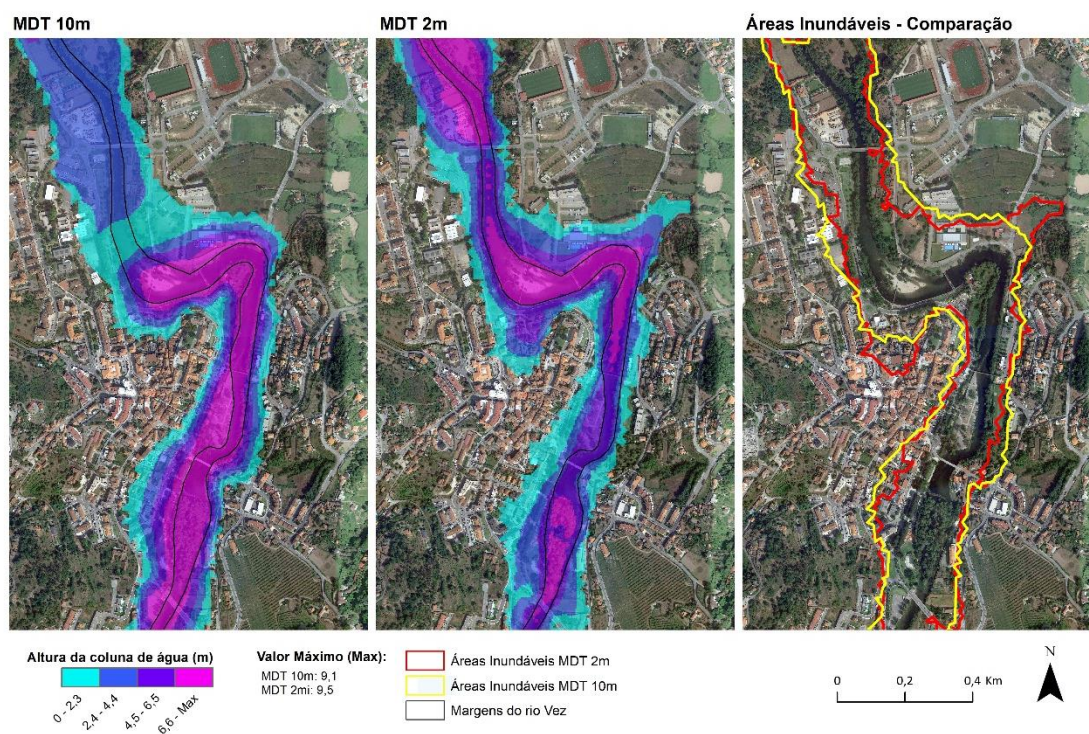 MDT 10m
MDT 2m
Áreas Inundáveis - Comparação
Altura da coluna de água (m)
0 - 2,3
2,4 - 4,4
4,5 - 6,5
6,6 - Max
Valor Máximo (Max):
MDT 10m: 9,1
MDT 2mi: 9,5
Áreas Inundáveis MDT 2m
Áreas Inundáveis MDT 10m
Margens do rio Vez
0 0,2 0,4 Km
N